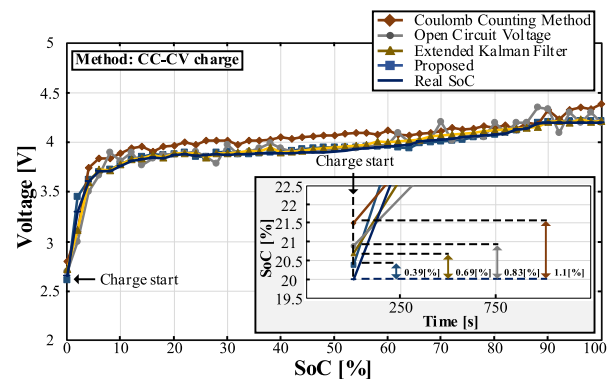 Coulomb Counting Method
Open Circuit Voltage
Extended Kalman Filter
Proposed
Real SoC
Method: CC-CV charge
Voltage [V]
5
4.5
4
3.5
3
2.5
2
Charge start
Charge start
SoC [%]
22.5
22
21.5
21
20.5
20
19.5
0.39[%]
0.69[%]
0.83[%]
1.1[%]
250
750
Time [s]
0
10
20
30
40
50
60
70
80
90
100
SoC [%]